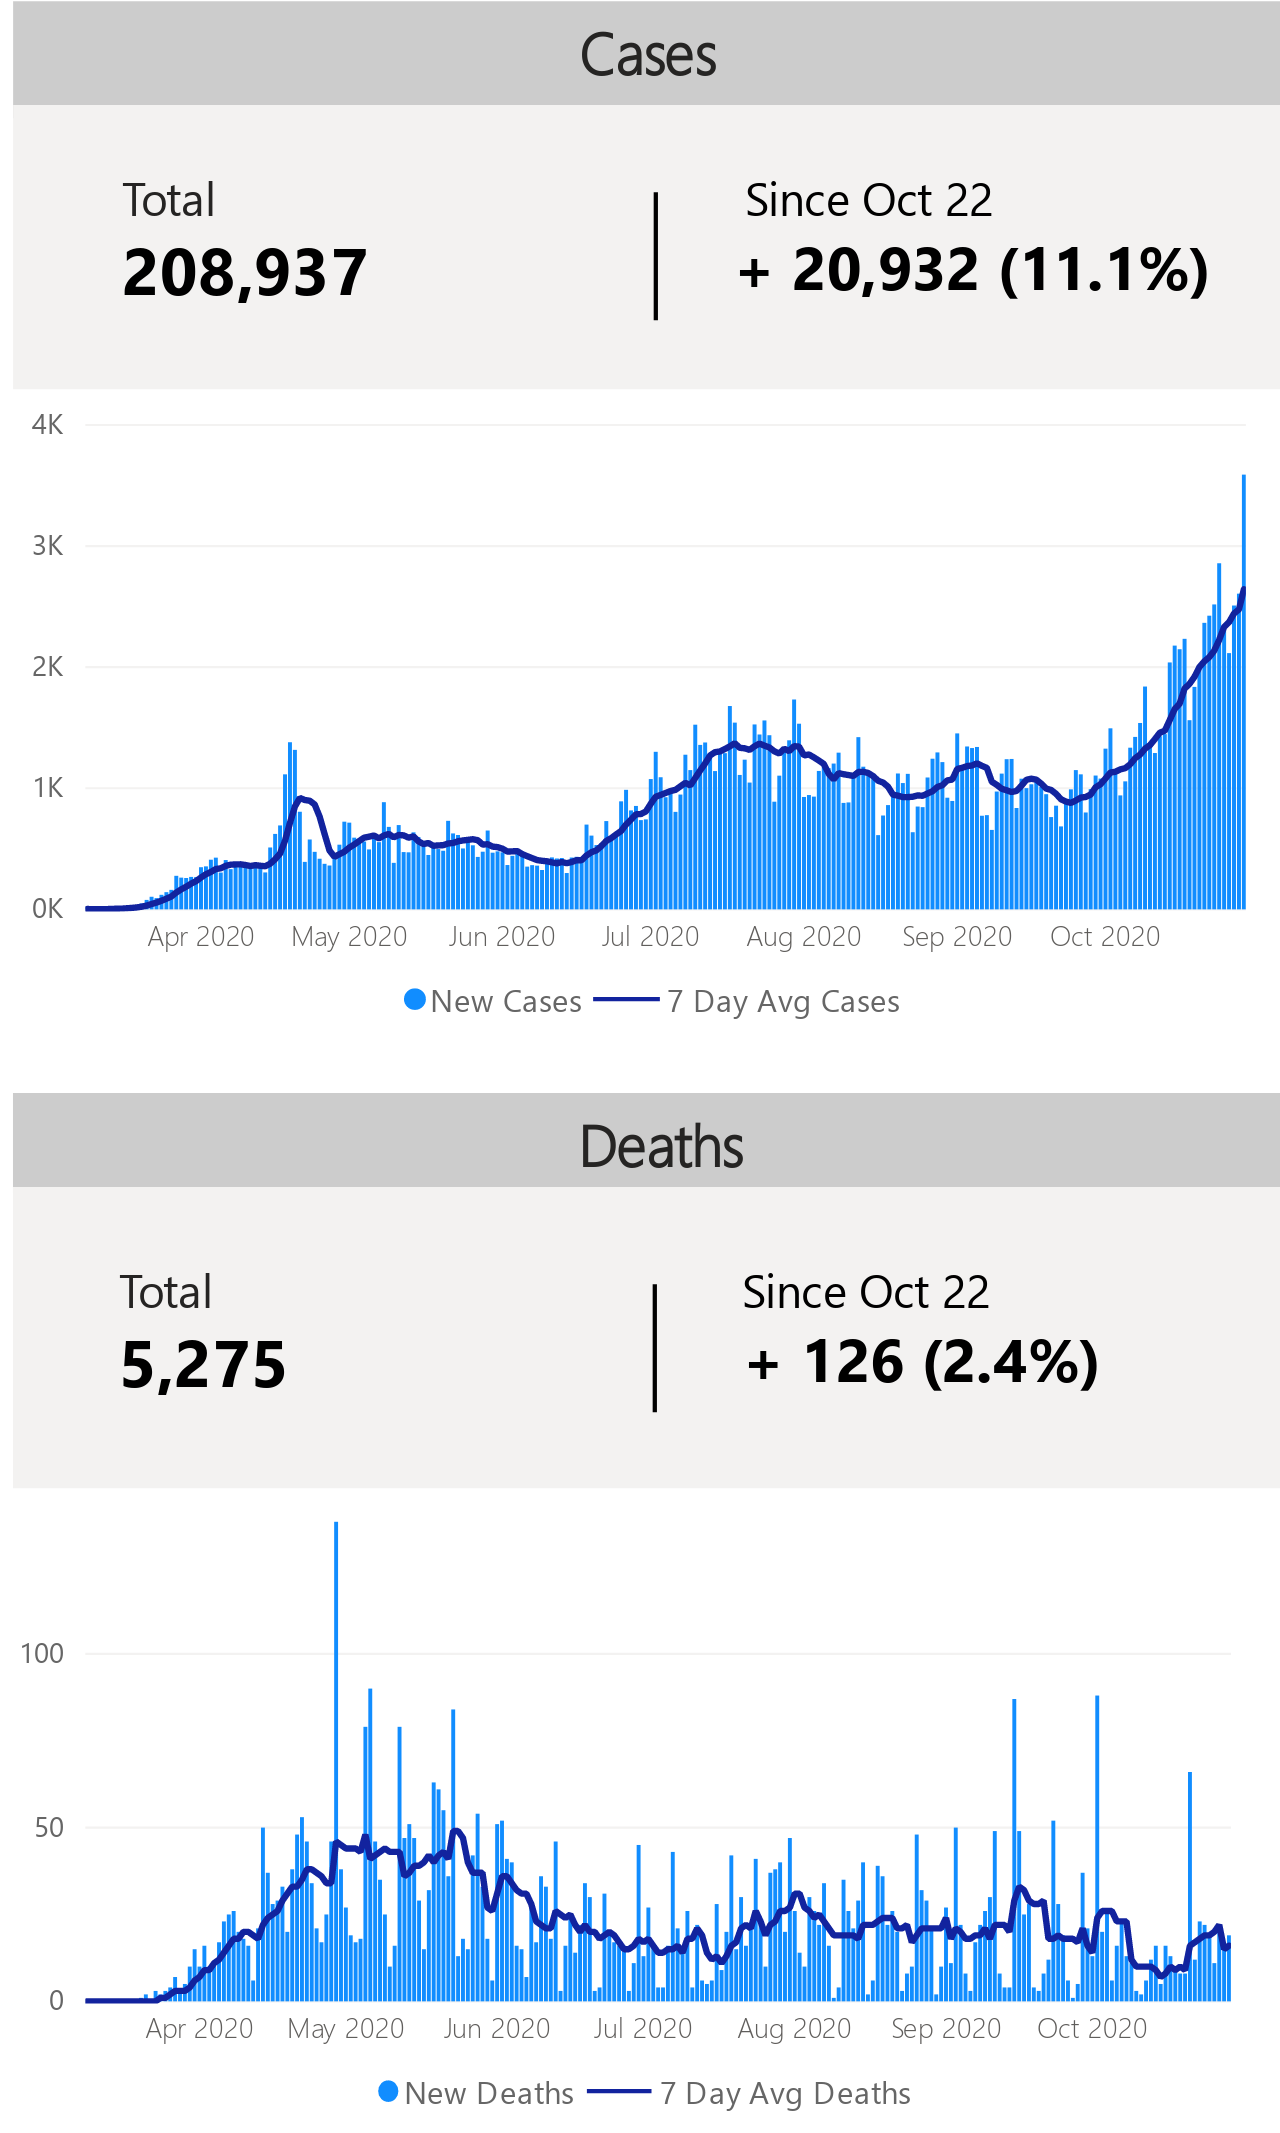 Cases
Total
Since Oct 22
208,937
+ 20,932 (11.1%)
4K
3K
2K
1K
0K
Apr 2020
May 2020
Jun 2020
Jul 2020
Aug 2020
Sep 2020
Oct 2020
New Cases
7 Day Avg Cases
Deaths
Total
Since Oct 22
5,275
+ 126 (2.4%)
100
50
0
Apr 2020
May 2020
Jun 2020
Jul 2020
Aug 2020
Sep 2020
Oct 2020
New Deaths
7 Day Avg Deaths